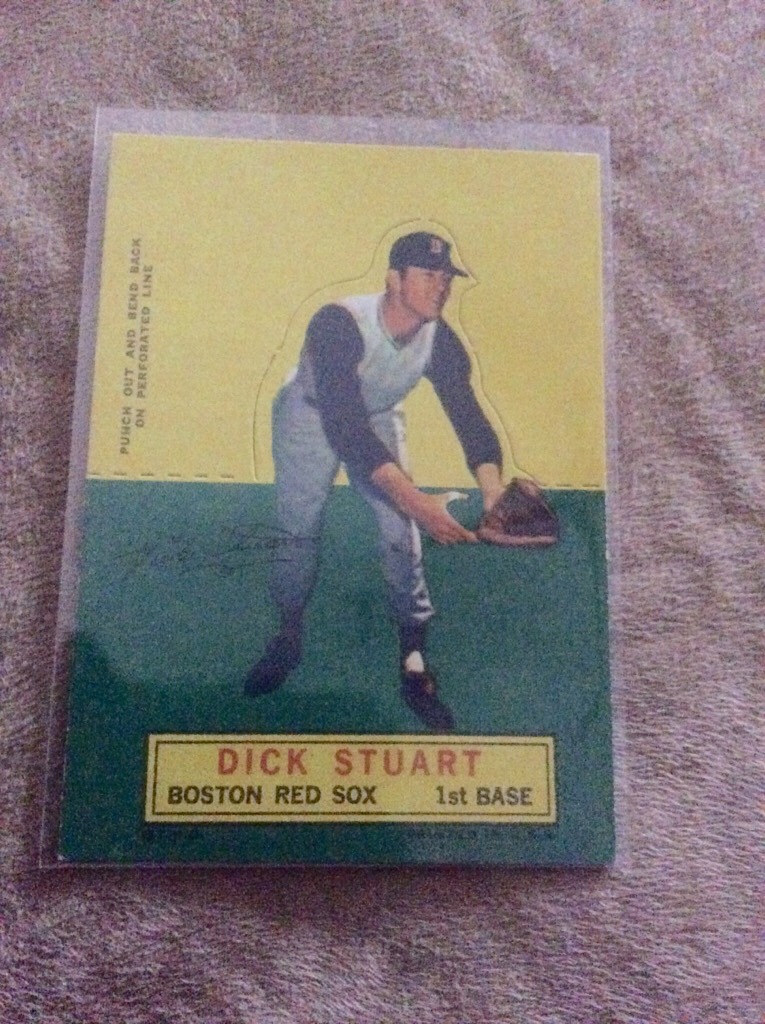 PUNCH OUT AND BEND BACK
ON PERFORATED LINE
B
DICK STUART
BOSTON RED SOX 1st BASE